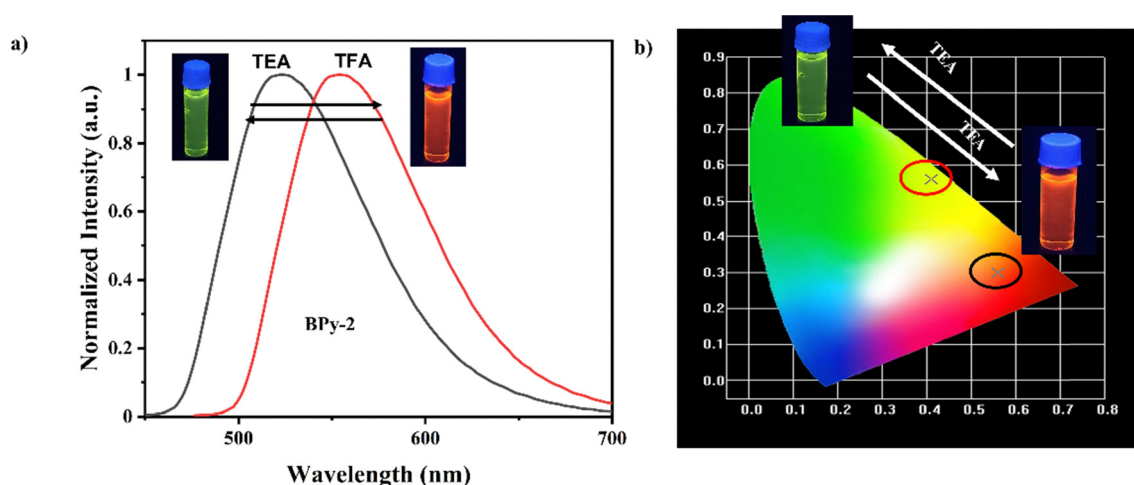 a)
TEA
TFA
1
0.8
0.6
0.4
0.2
0
BPy-2
500
600
700
Normalized Intensity (a.u.)
Wavelength (nm)
b)
TEA
TFA
0.9
0.8
0.7
0.6
0.5
0.4
0.3
0.2
0.1
0.0
0.0 0.1 0.2 0.3 0.4 0.5 0.6 0.7 0.8